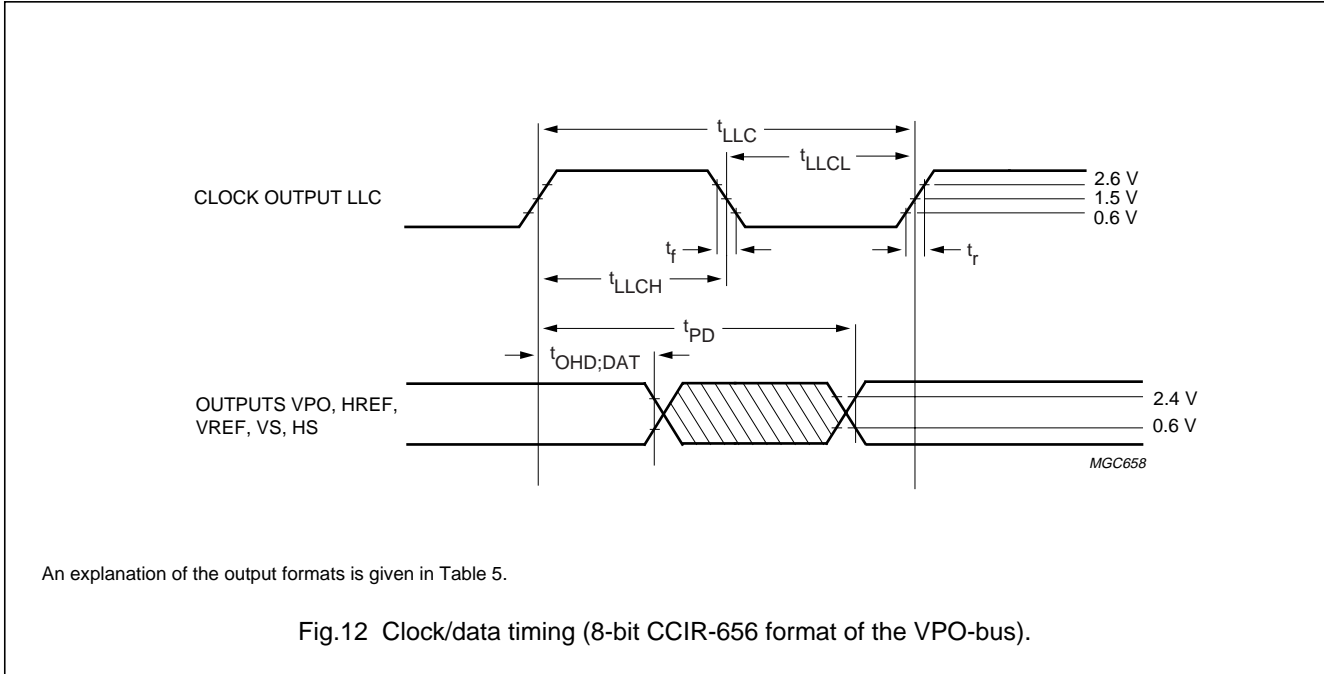 tLLC
tLLCL
CLOCK OUTPUT LLC
2.6 V
1.5 V
0.6 V
tf
tr
tLLCH
tPD
tOHD;DAT
OUTPUTS VPO, HREF,
VREF, VS, HS
2.4 V
0.6 V
MGC658
An explanation of the output formats is given in Table 5.
Fig.12 Clock/data timing (8-bit CCIR-656 format of the VPO-bus).